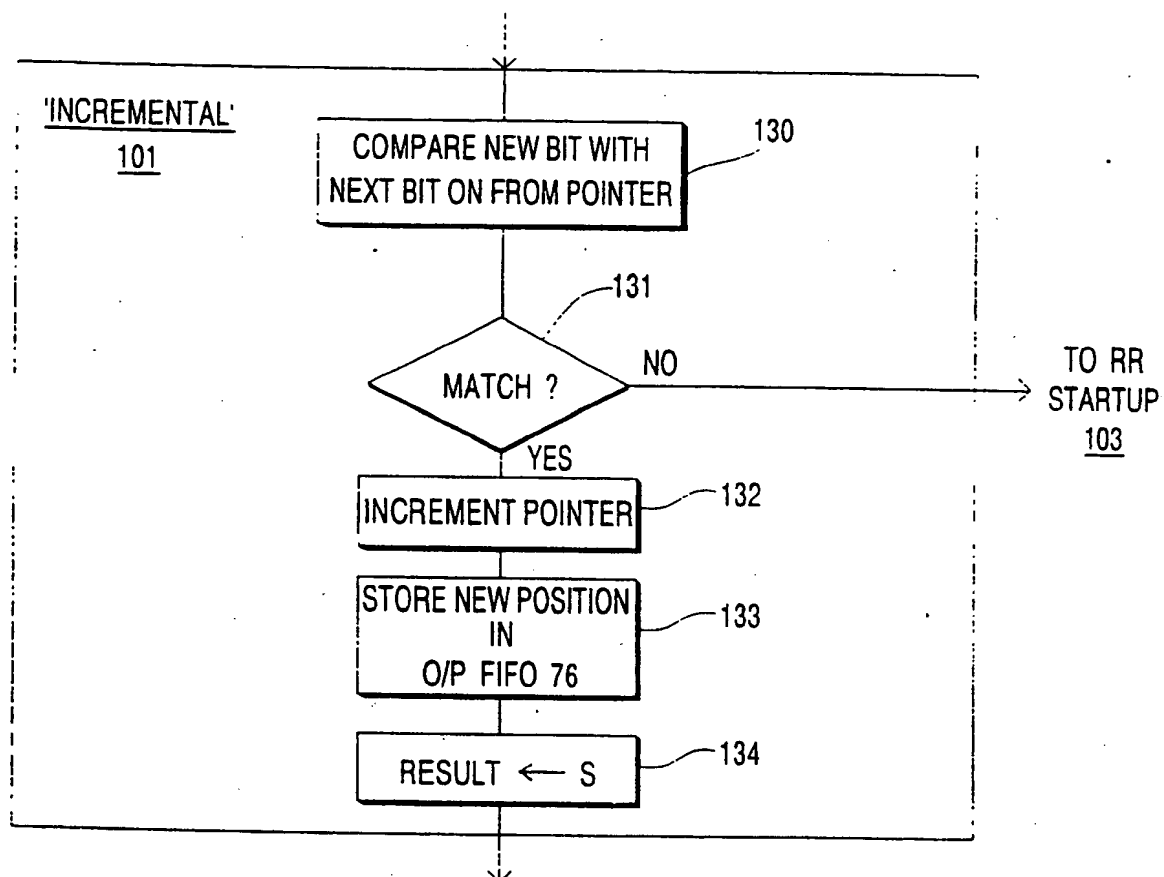 'INCREMENTAL'
101
COMPARE NEW BIT WITH
NEXT BIT ON FROM POINTER
130
131
MATCH ?
NO
TO RR
STARTUP
103
YES
INCREMENT POINTER
132
STORE NEW POSITION
IN
O/P FIFO 76
133
RESULT ← S
134